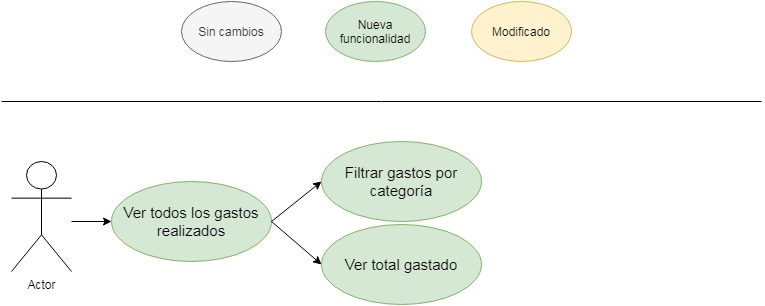 Sin cambios
Nueva
funcionalidad
Modificado
Filtrar gastos por
categoría
Ver todos los gastos
realizados
Ver total gastado
Actor